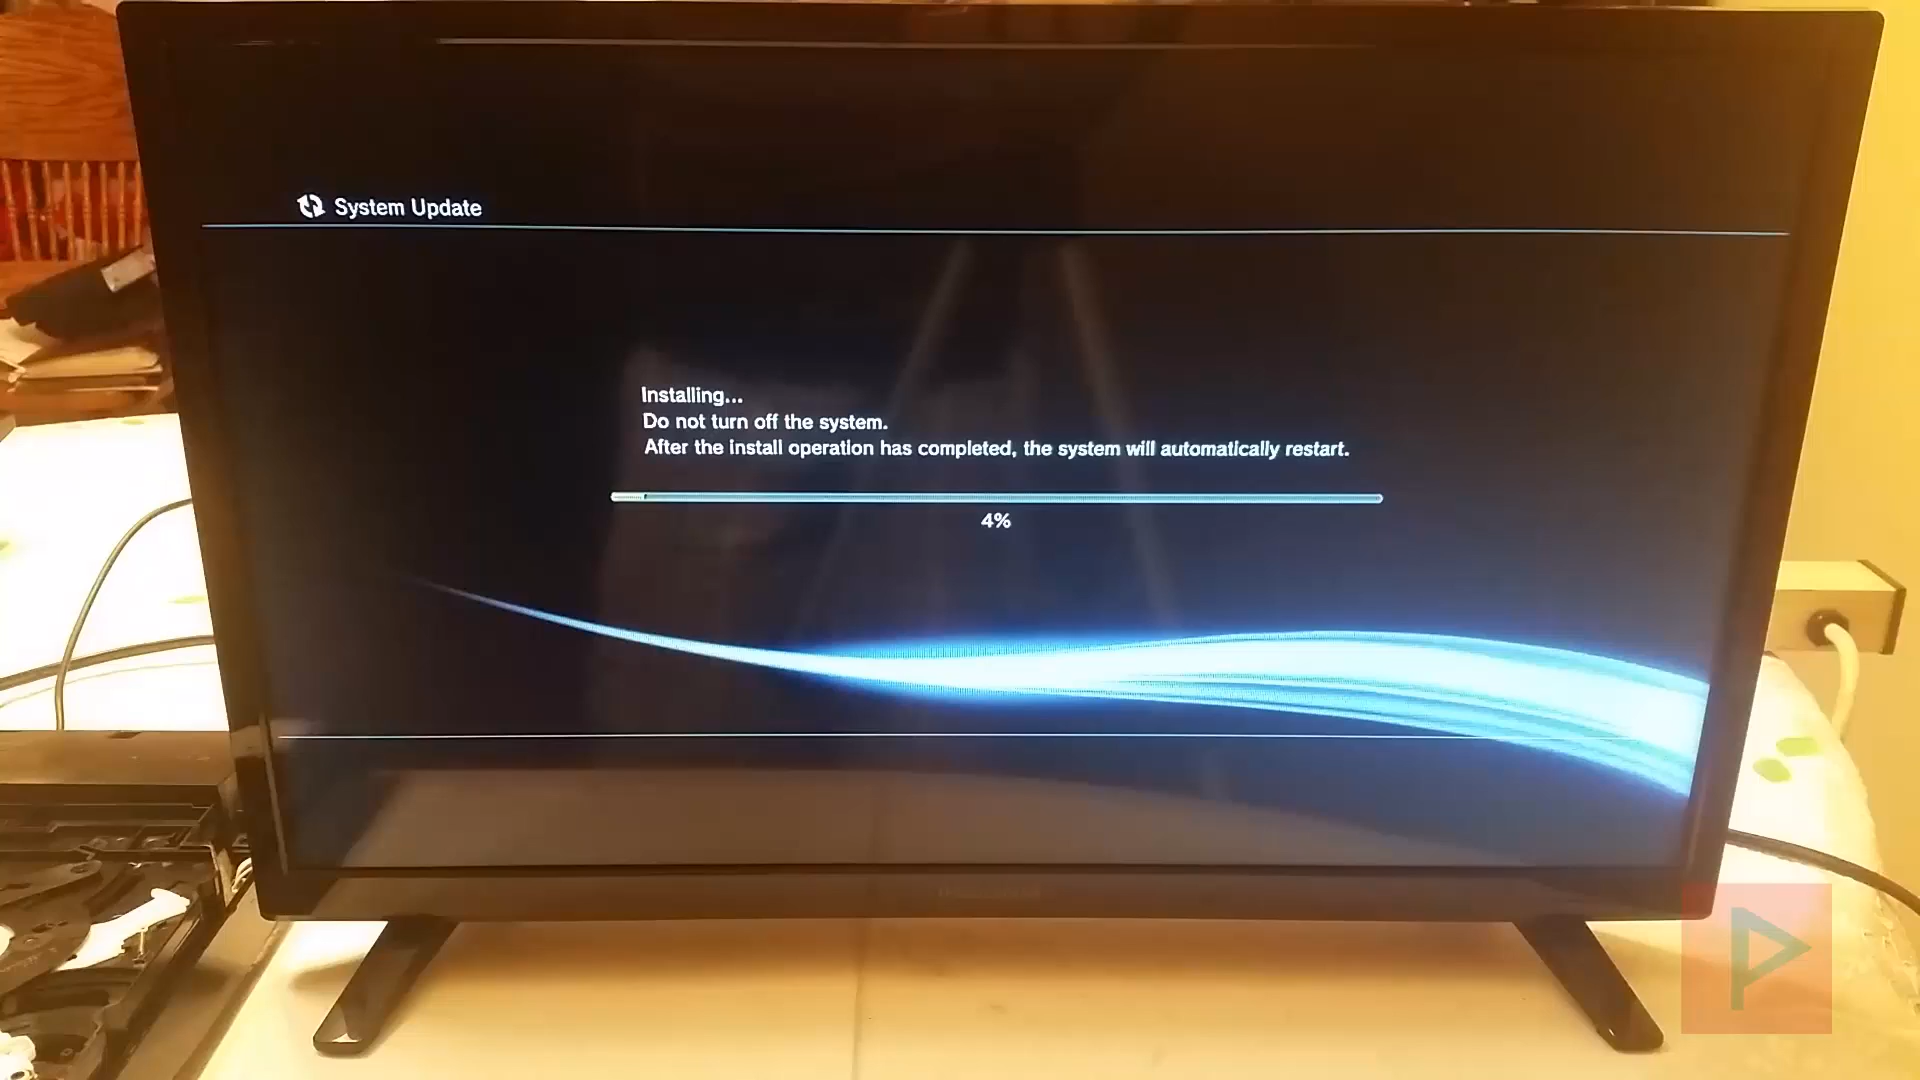 System Update
Installing...
Do not turn off the system.
After the install operation has completed, the system will automatically restart.
4%